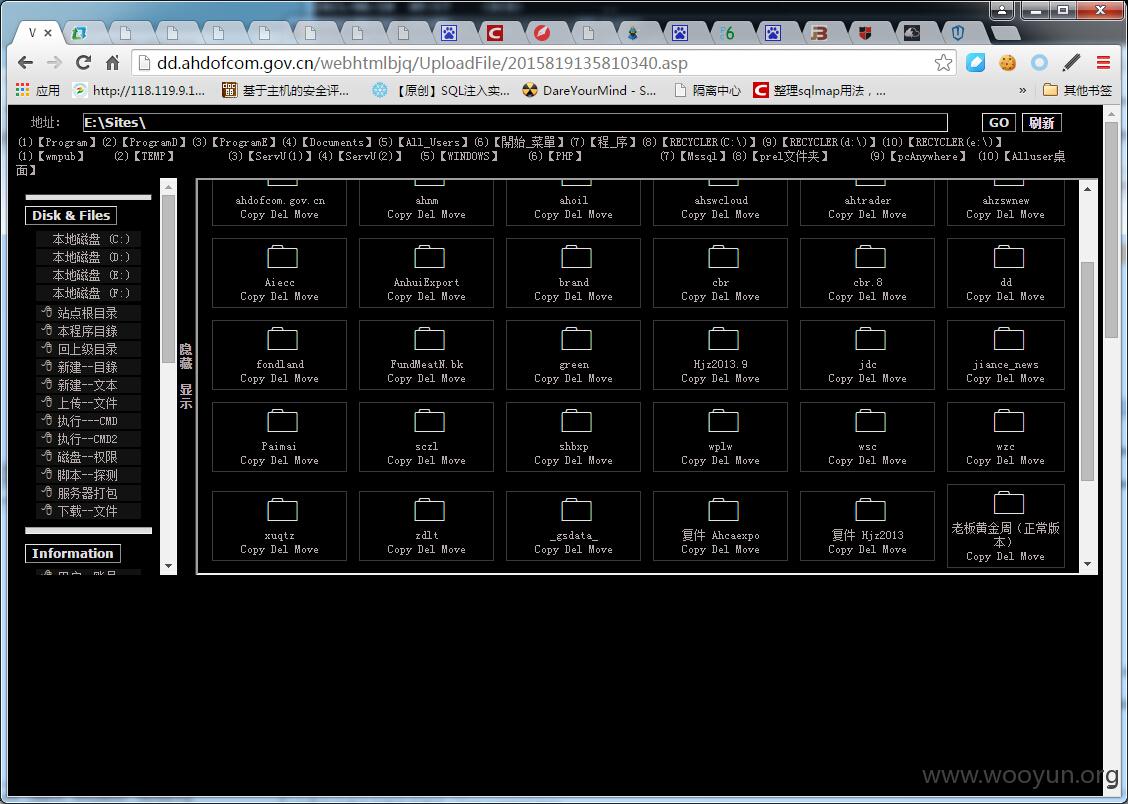 V
dd.ahdofcom.gov.cn/webhtmlbjq/UploadFile/2015819135810340.asp
应用 http://118.119.9.1... 基于主机的安全评... 【原创】SQL注入实... DareYourMind - S... 隔离中心 整理sqlmap用法，... » 其他书签
地址： E:\Sites\ GO 刷新
(1)【Program】(2)【ProgramD】(3)【ProgramE】(4)【Documents】(5)【All_Users】(6)【開始_菜單】(7)【程_序】(8)【RECYCLER(C:\)】(9)【RECYCLER(d:\)】(10)【RECYCLER(e:\)】
(1)【wmpub】 (2)【TEMP】 (3)【ServU(1)】(4)【ServU(2)】 (5)【WINDOWS】 (6)【PHP】 (7)【Mssql】(8)【prel文件夹】 (9)【pcAnywhere】 (10)【Alluser桌
面】
Disk & Files
本地磁盘 (C:)
本地磁盘 (D:)
本地磁盘 (E:)
本地磁盘 (F:)
站点根目录
本程序目錄
回上级目录
新建--目錄
新建--文本
上传--文件
执行---CMD
执行--CMD2
磁盘--权限
脚本--探测
服务器打包
下载--文件
Information
隐藏 显示
ahdofcom.gov.cn ahnm ahoil ahswcloud ahtrader ahzswnew
Copy Del Move Copy Del Move Copy Del Move Copy Del Move Copy Del Move Copy Del Move
Aiecc AnhuiExport brand cbr cbr.8 dd
Copy Del Move Copy Del Move Copy Del Move Copy Del Move Copy Del Move Copy Del Move
fondland FundMeatN.bk green Hjz2013.9 jdc jiance_news
Copy Del Move Copy Del Move Copy Del Move Copy Del Move Copy Del Move Copy Del Move
Paimai sczl shbxp wplw wsc wzc
Copy Del Move Copy Del Move Copy Del Move Copy Del Move Copy Del Move Copy Del Move
xuqtz zdlt _gsdata_ 复件 Ahcaexpo 复件 Hjz2013 老板黄金周（正常版
本）
Copy Del Move Copy Del Move Copy Del Move Copy Del Move Copy Del Move Copy Del Move
www.wooyun.org